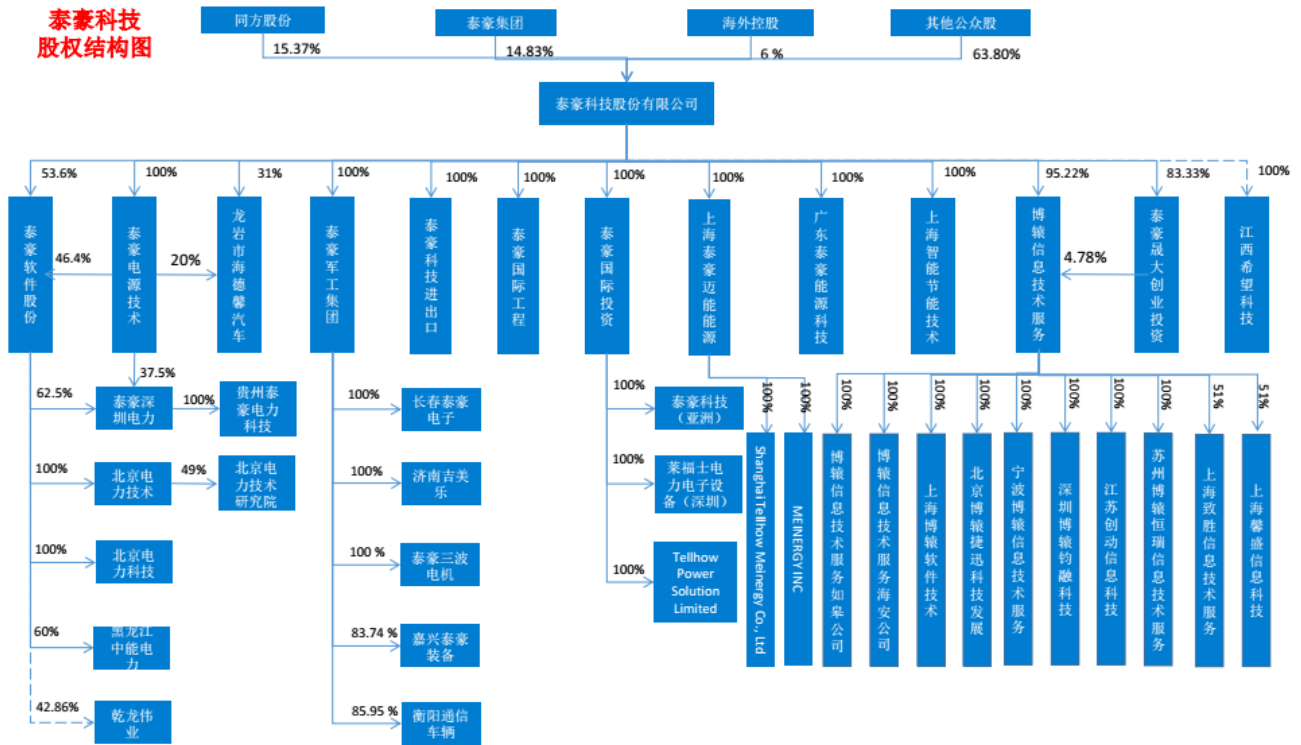 泰豪科技
股权结构图
同方股份
泰豪集团
海外控股
其他公众股
15.37%
14.83%
6 %
63.80%
泰豪科技股份有限公司
53.6%
100%
31%
100%
100%
100%
100%
100%
100%
100%
95.22%
83.33%
100%
泰豪软件股份
泰豪电源技术
龙岩市海德馨汽车
泰豪军工集团
泰豪科技进出口
泰豪国际工程
泰豪国际投资
上海泰豪迈能能源
广东泰豪能源科技
上海智能节能技术
博辕信息技术服务
泰豪晟大创业投资
江西希望科技
46.4%
20%
4.78%
37.5%
62.5%
泰豪深
圳电力
100%
贵州泰
豪电力
科技
100%
北京电
力技术
49%
北京电
力技术
研究院
100%
北京电
力科技
60%
黑龙江
中能电
力
42.86%
乾龙伟
业
100%
长春泰豪
电子
100%
济南吉美
乐
100 %
泰豪三波
电机
83.74 %
嘉兴泰豪
装备
85.95 %
衡阳通信
车辆
100%
泰豪科技
（亚洲）
100%
莱福士电
力电子设
备（深圳）
100%
Tellhow
Power
Solution
Limited
100%
100%
100%
100%
100%
100%
100%
100%
100%
100%
51%
51%
Shanghai Tellhow Meinergy Co., Ltd
MEINERGY INC
博辕信息技术服务如皋公司
博辕信息技术服务海安公司
上海博辕软件技术
北京博辕捷迅科技发展
宁波博辕信息技术服务
深圳博辕钧融科技
江苏创动信息科技
苏州博辕恒瑞信息技术服务
上海致胜信息技术服务
上海馨盛信息科技